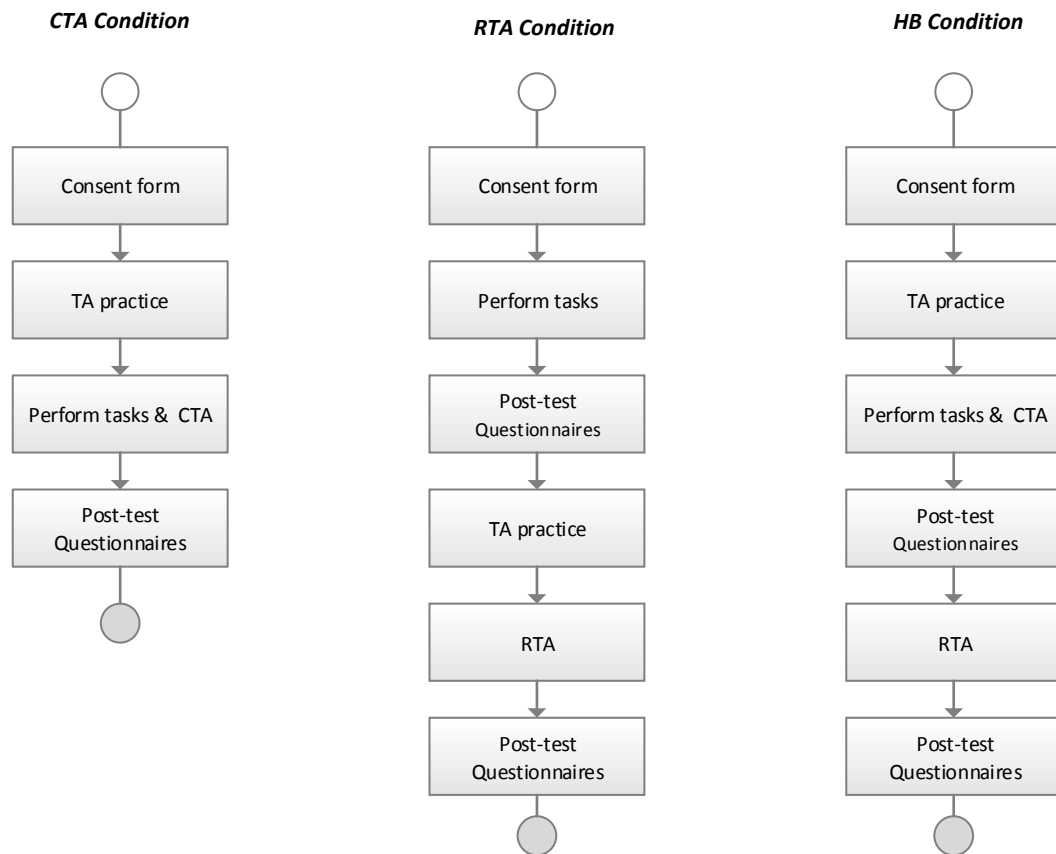 CTA Condition
Consent form
TA practice
Perform tasks & CTA
Post-test
Questionnaires
RTA Condition
Consent form
Perform tasks
Post-test
Questionnaires
TA practice
RTA
Post-test
Questionnaires
HB Condition
Consent form
TA practice
Perform tasks & CTA
Post-test
Questionnaires
RTA
Post-test
Questionnaires